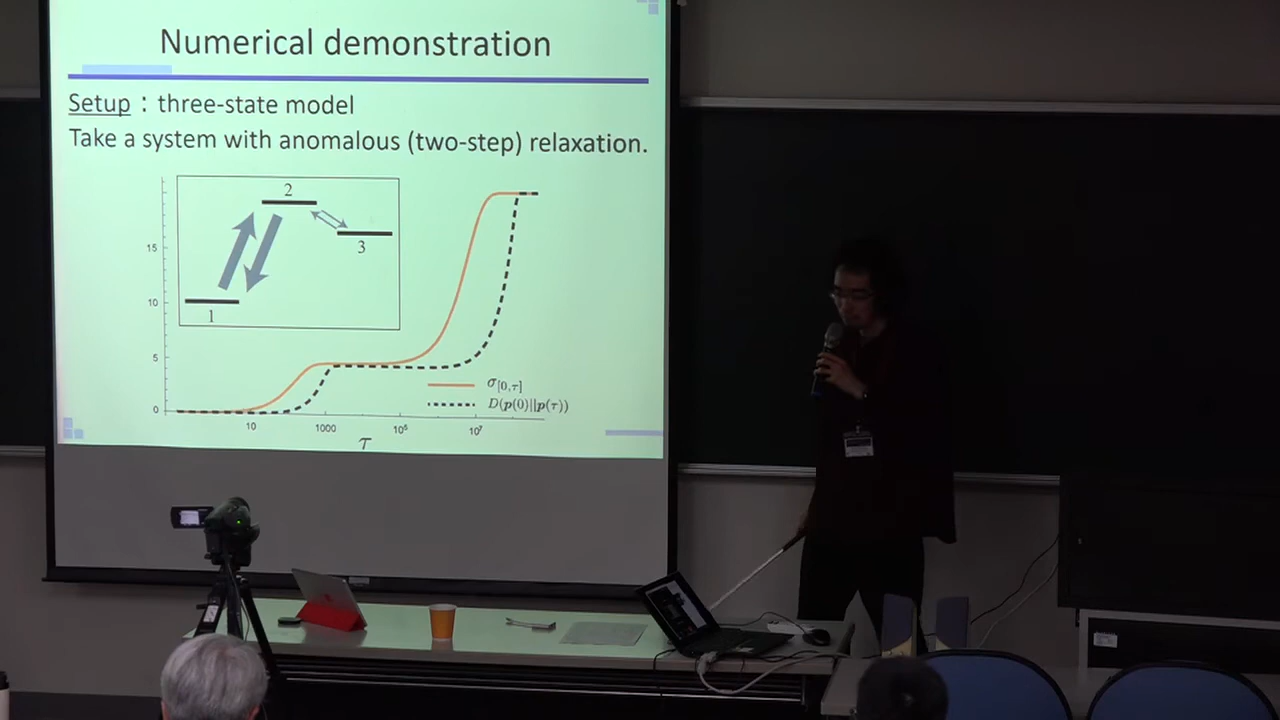 Numerical demonstration
Setup : three-state model
Take a system with anomalous (two-step) relaxation.
2
3
1
15
10
5
0
σ[0,τ]
D(p(0)||p(τ))
10
1000
10⁵
10⁷
τ